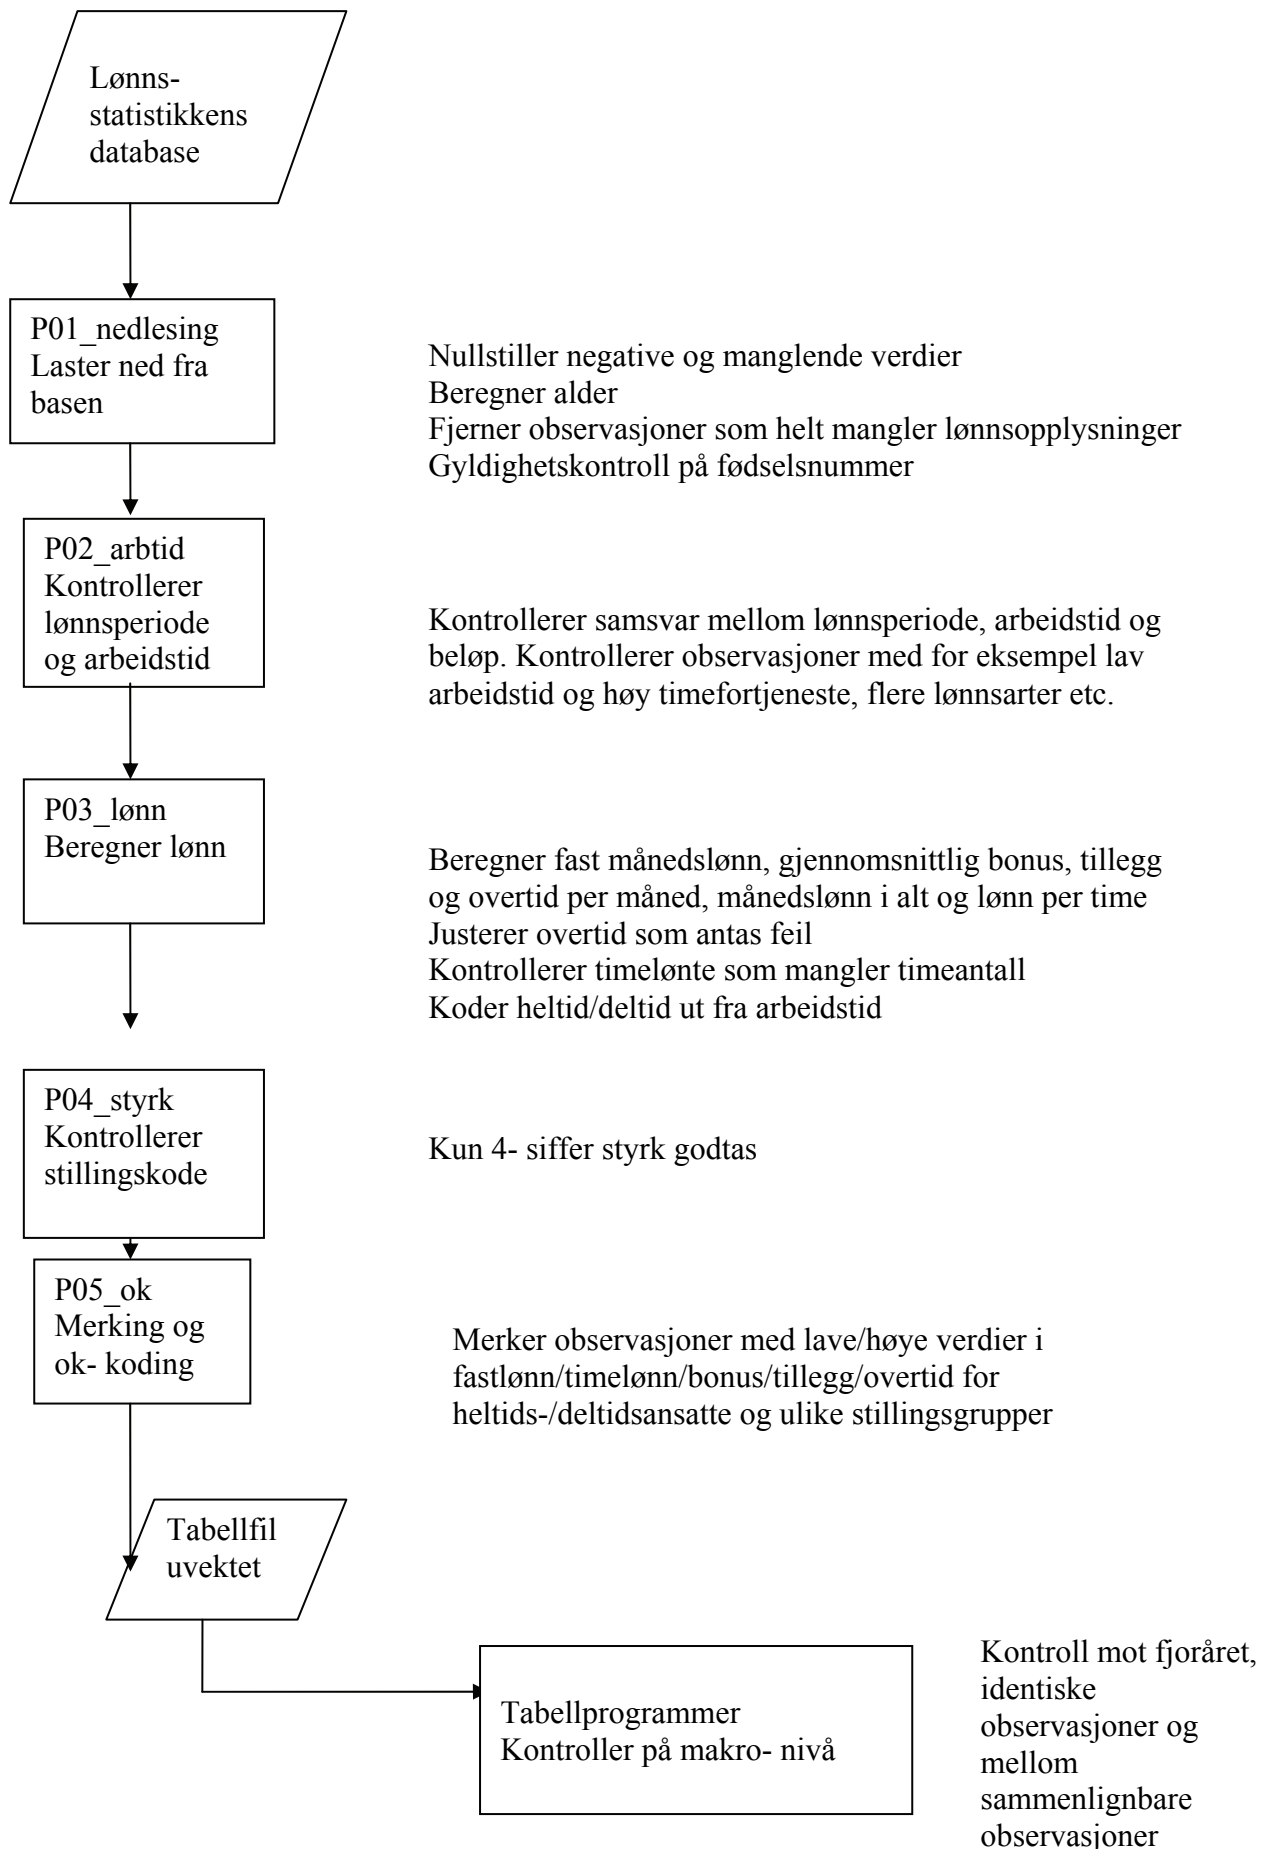 Lønns-
statistikkens
database
P01_nedlesing
Laster ned fra
basen
Nullstiller negative og manglende verdier
Beregner alder
Fjerner observasjoner som helt mangler lønnsopplysninger
Gyldighetskontroll på fødselsnummer
P02_arbtid
Kontrollerer
lønnsperiode
og arbeidstid
Kontrollerer samsvar mellom lønnsperiode, arbeidstid og
beløp. Kontrollerer observasjoner med for eksempel lav
arbeidstid og høy timefortjeneste, flere lønnsarter etc.
P03_lønn
Beregner lønn
Beregner fast månedslønn, gjennomsnittlig bonus, tillegg
og overtid per måned, månedslønn i alt og lønn per time
Justerer overtid som antas feil
Kontrollerer timelønte som mangler timeantall
Koder heltid/deltid ut fra arbeidstid
P04_styrk
Kontrollerer
stillingskode
Kun 4- siffer styrk godtas
P05_ok
Merking og
ok- koding
Merker observasjoner med lave/høye verdier i
fastlønn/timelønn/bonus/tillegg/overtid for
heltids-/deltidsansatte og ulike stillingsgrupper
Tabellfil
uvektet
Tabellprogrammer
Kontroller på makro- nivå
Kontroll mot fjoråret,
identiske
observasjoner og
mellom
sammenlignbare
observasjoner